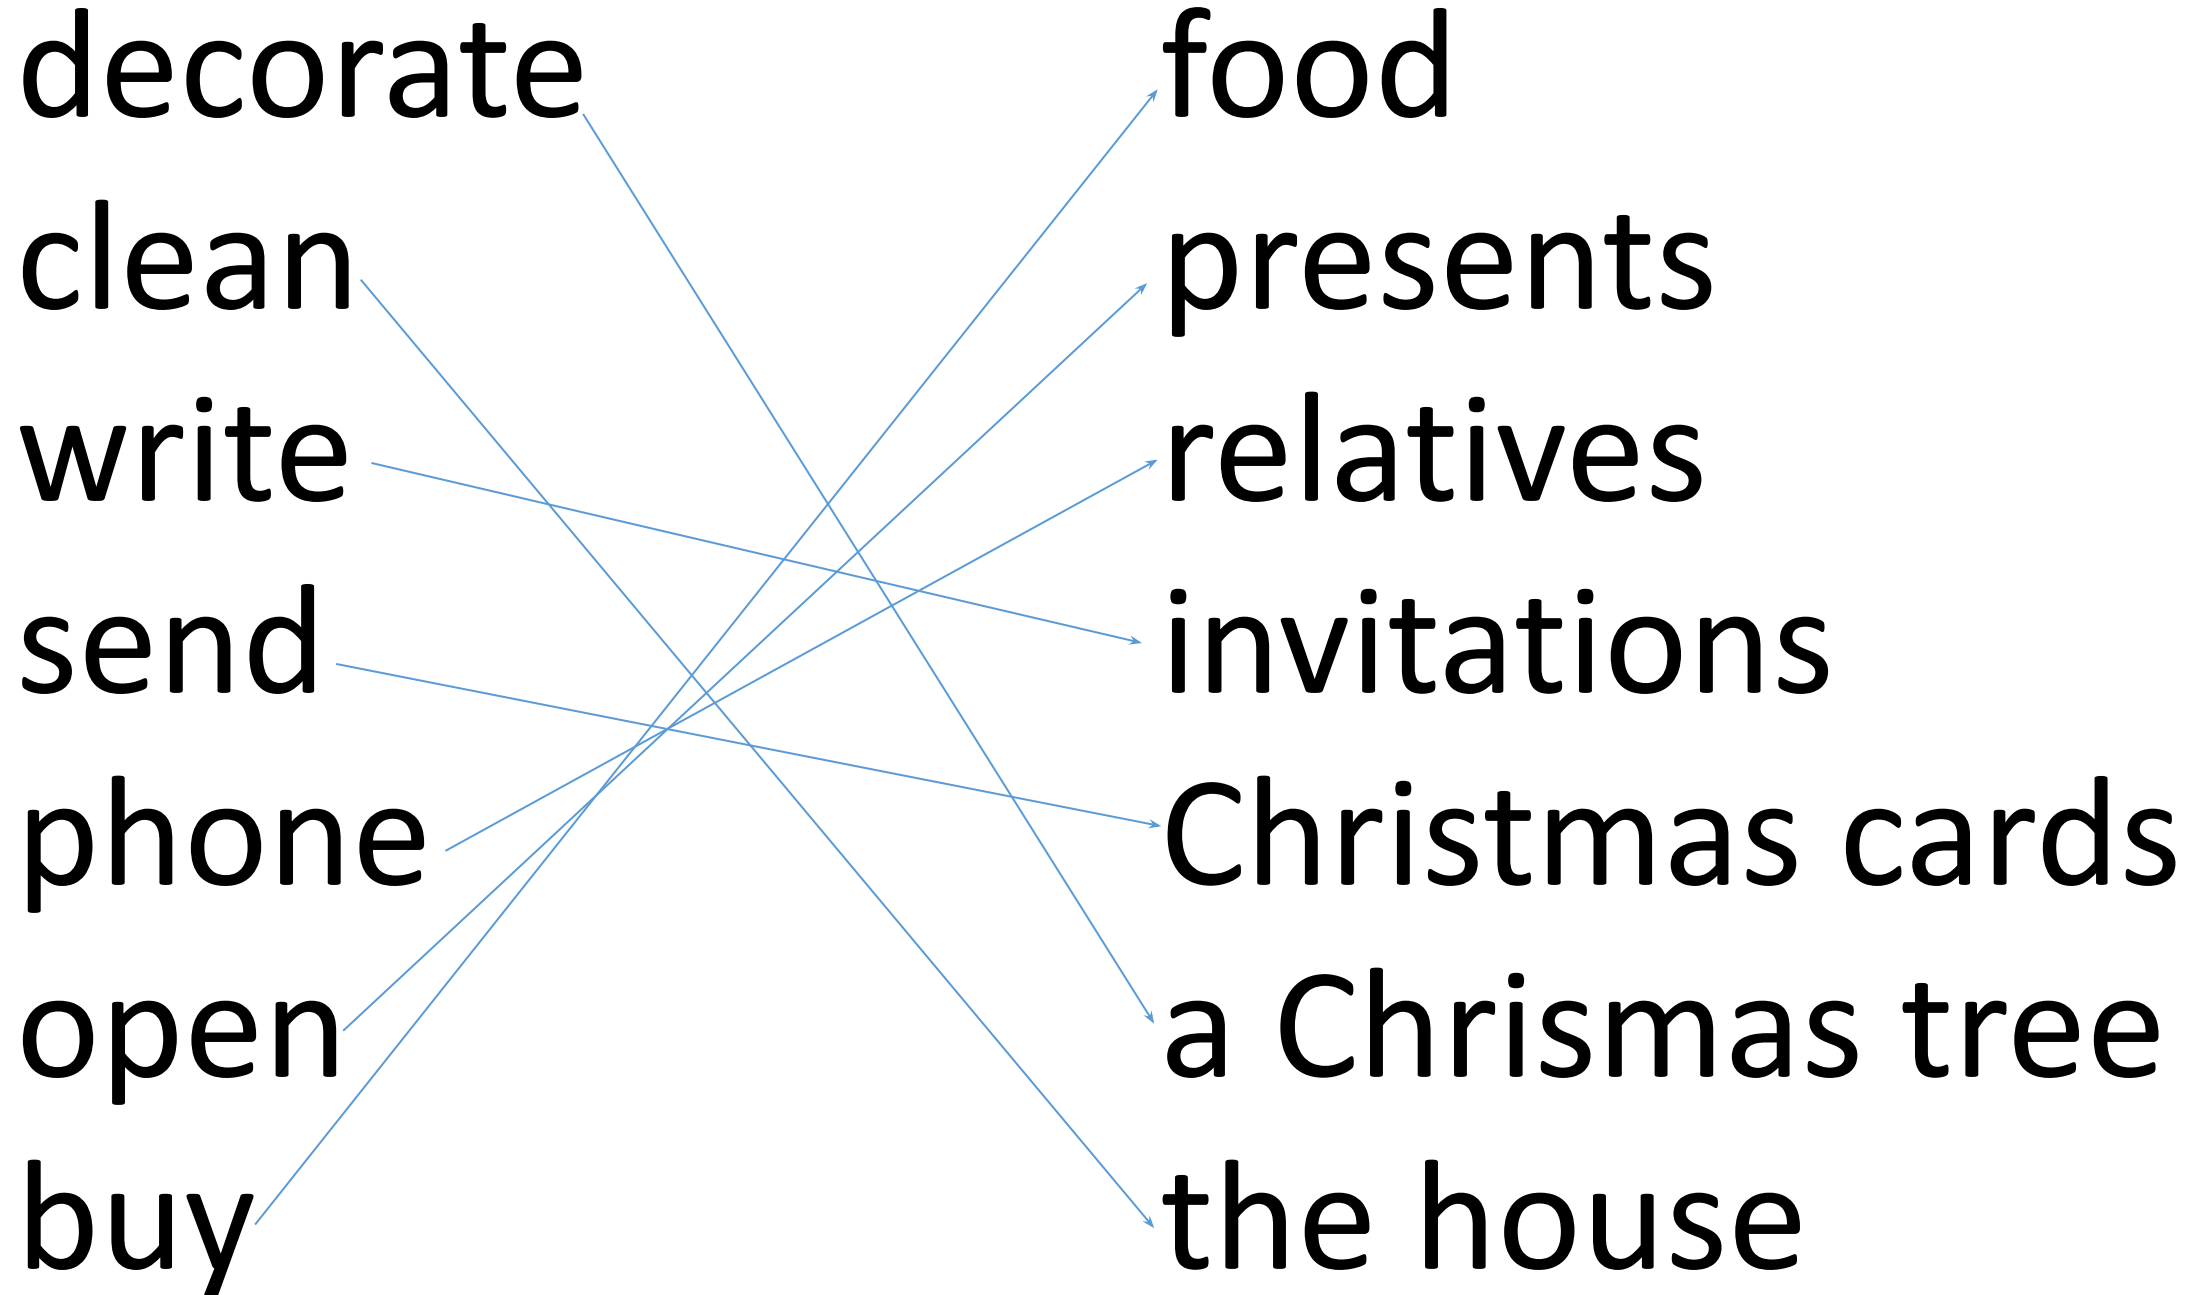 decorate food
clean presents
write relatives
send invitations
phone Christmas cards
open a Chrismas tree
buy the house